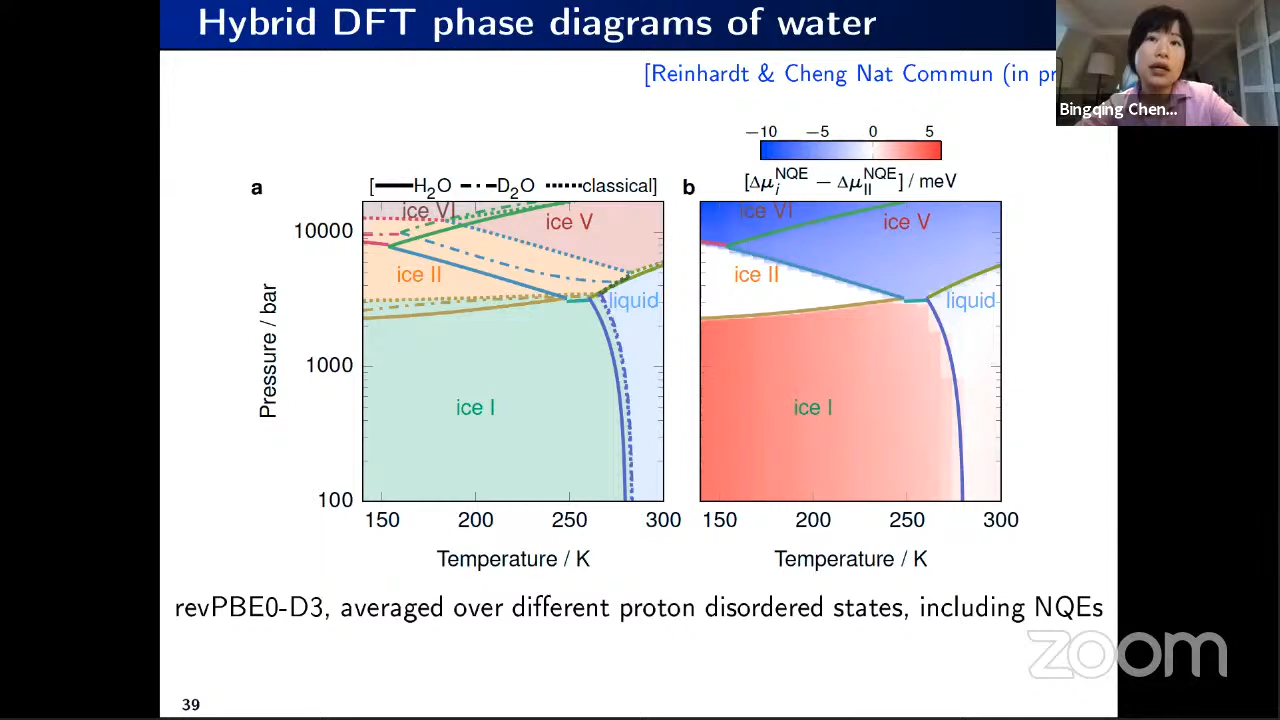 Hybrid DFT phase diagrams of water
[Reinhardt & Cheng Nat Commun (in pr
Bingqing Chen...
−10 −5 0 5
[Δμ_i^NQE − Δμ_II^NQE] / meV
a [ H₂O D₂O classical] b
ice VI
ice V
ice II
liquid
ice I
10000
1000
100
Pressure / bar
150 200 250 300
Temperature / K
ice VI
ice V
ice II
liquid
ice I
150 200 250 300
Temperature / K
revPBE0-D3, averaged over different proton disordered states, including NQEs
zoom
39